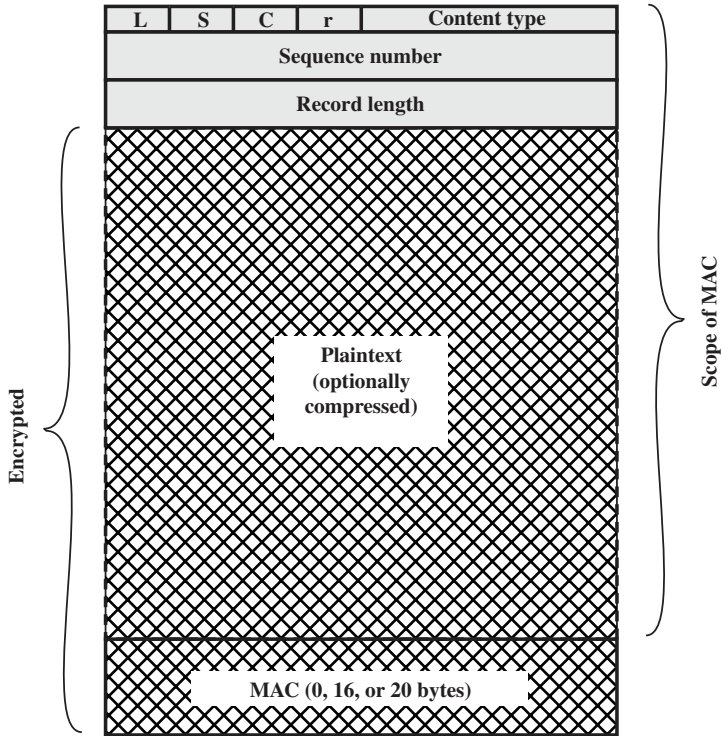 L S C r Content type
Sequence number
Record length
Plaintext
(optionally
compressed)
MAC (0, 16, or 20 bytes)
Encrypted
Scope of MAC